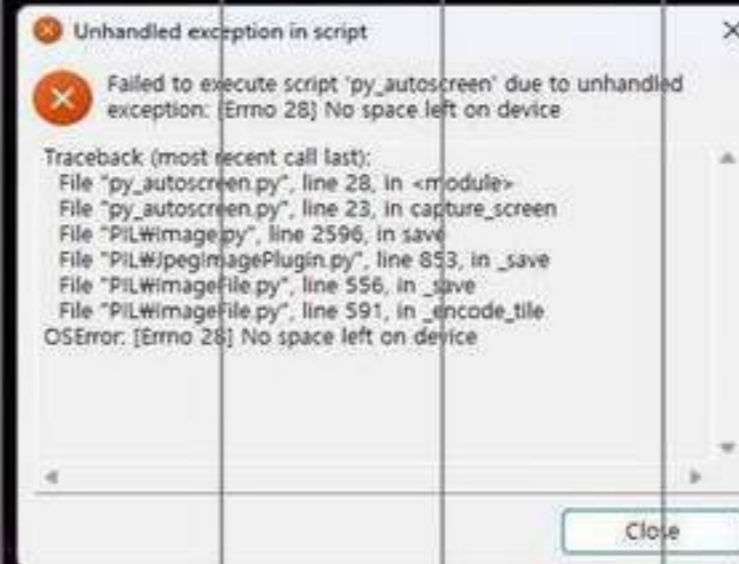 Unhandled exception in script
Failed to execute script 'py_autoscreen' due to unhandled
exception: [Errno 28] No space left on device
Traceback (most recent call last):
File "py_autoscreen.py", line 28, in <module>
File "py_autoscreen.py", line 23, in capture_screen
File "PIL₩Image.py", line 2596, in save
File "PIL₩JpegImagePlugin.py", line 853, in _save
File "PIL₩ImageFile.py", line 556, in _save
File "PIL₩ImageFile.py", line 591, in _encode_tile
OSError: [Errno 28] No space left on device
Close